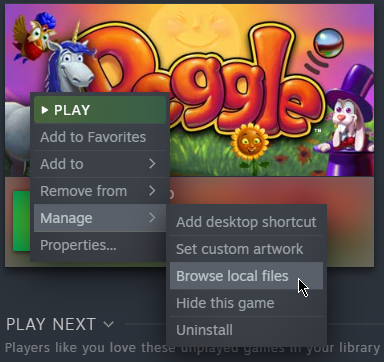 Peggle
TM
PLAY
Add to Favorites
Add to
Remove from
Manage
Properties...
Add desktop shortcut
Set custom artwork
Browse local files
Hide this game
Uninstall
PLAY NEXT
Players like you love these unplayed games in your library